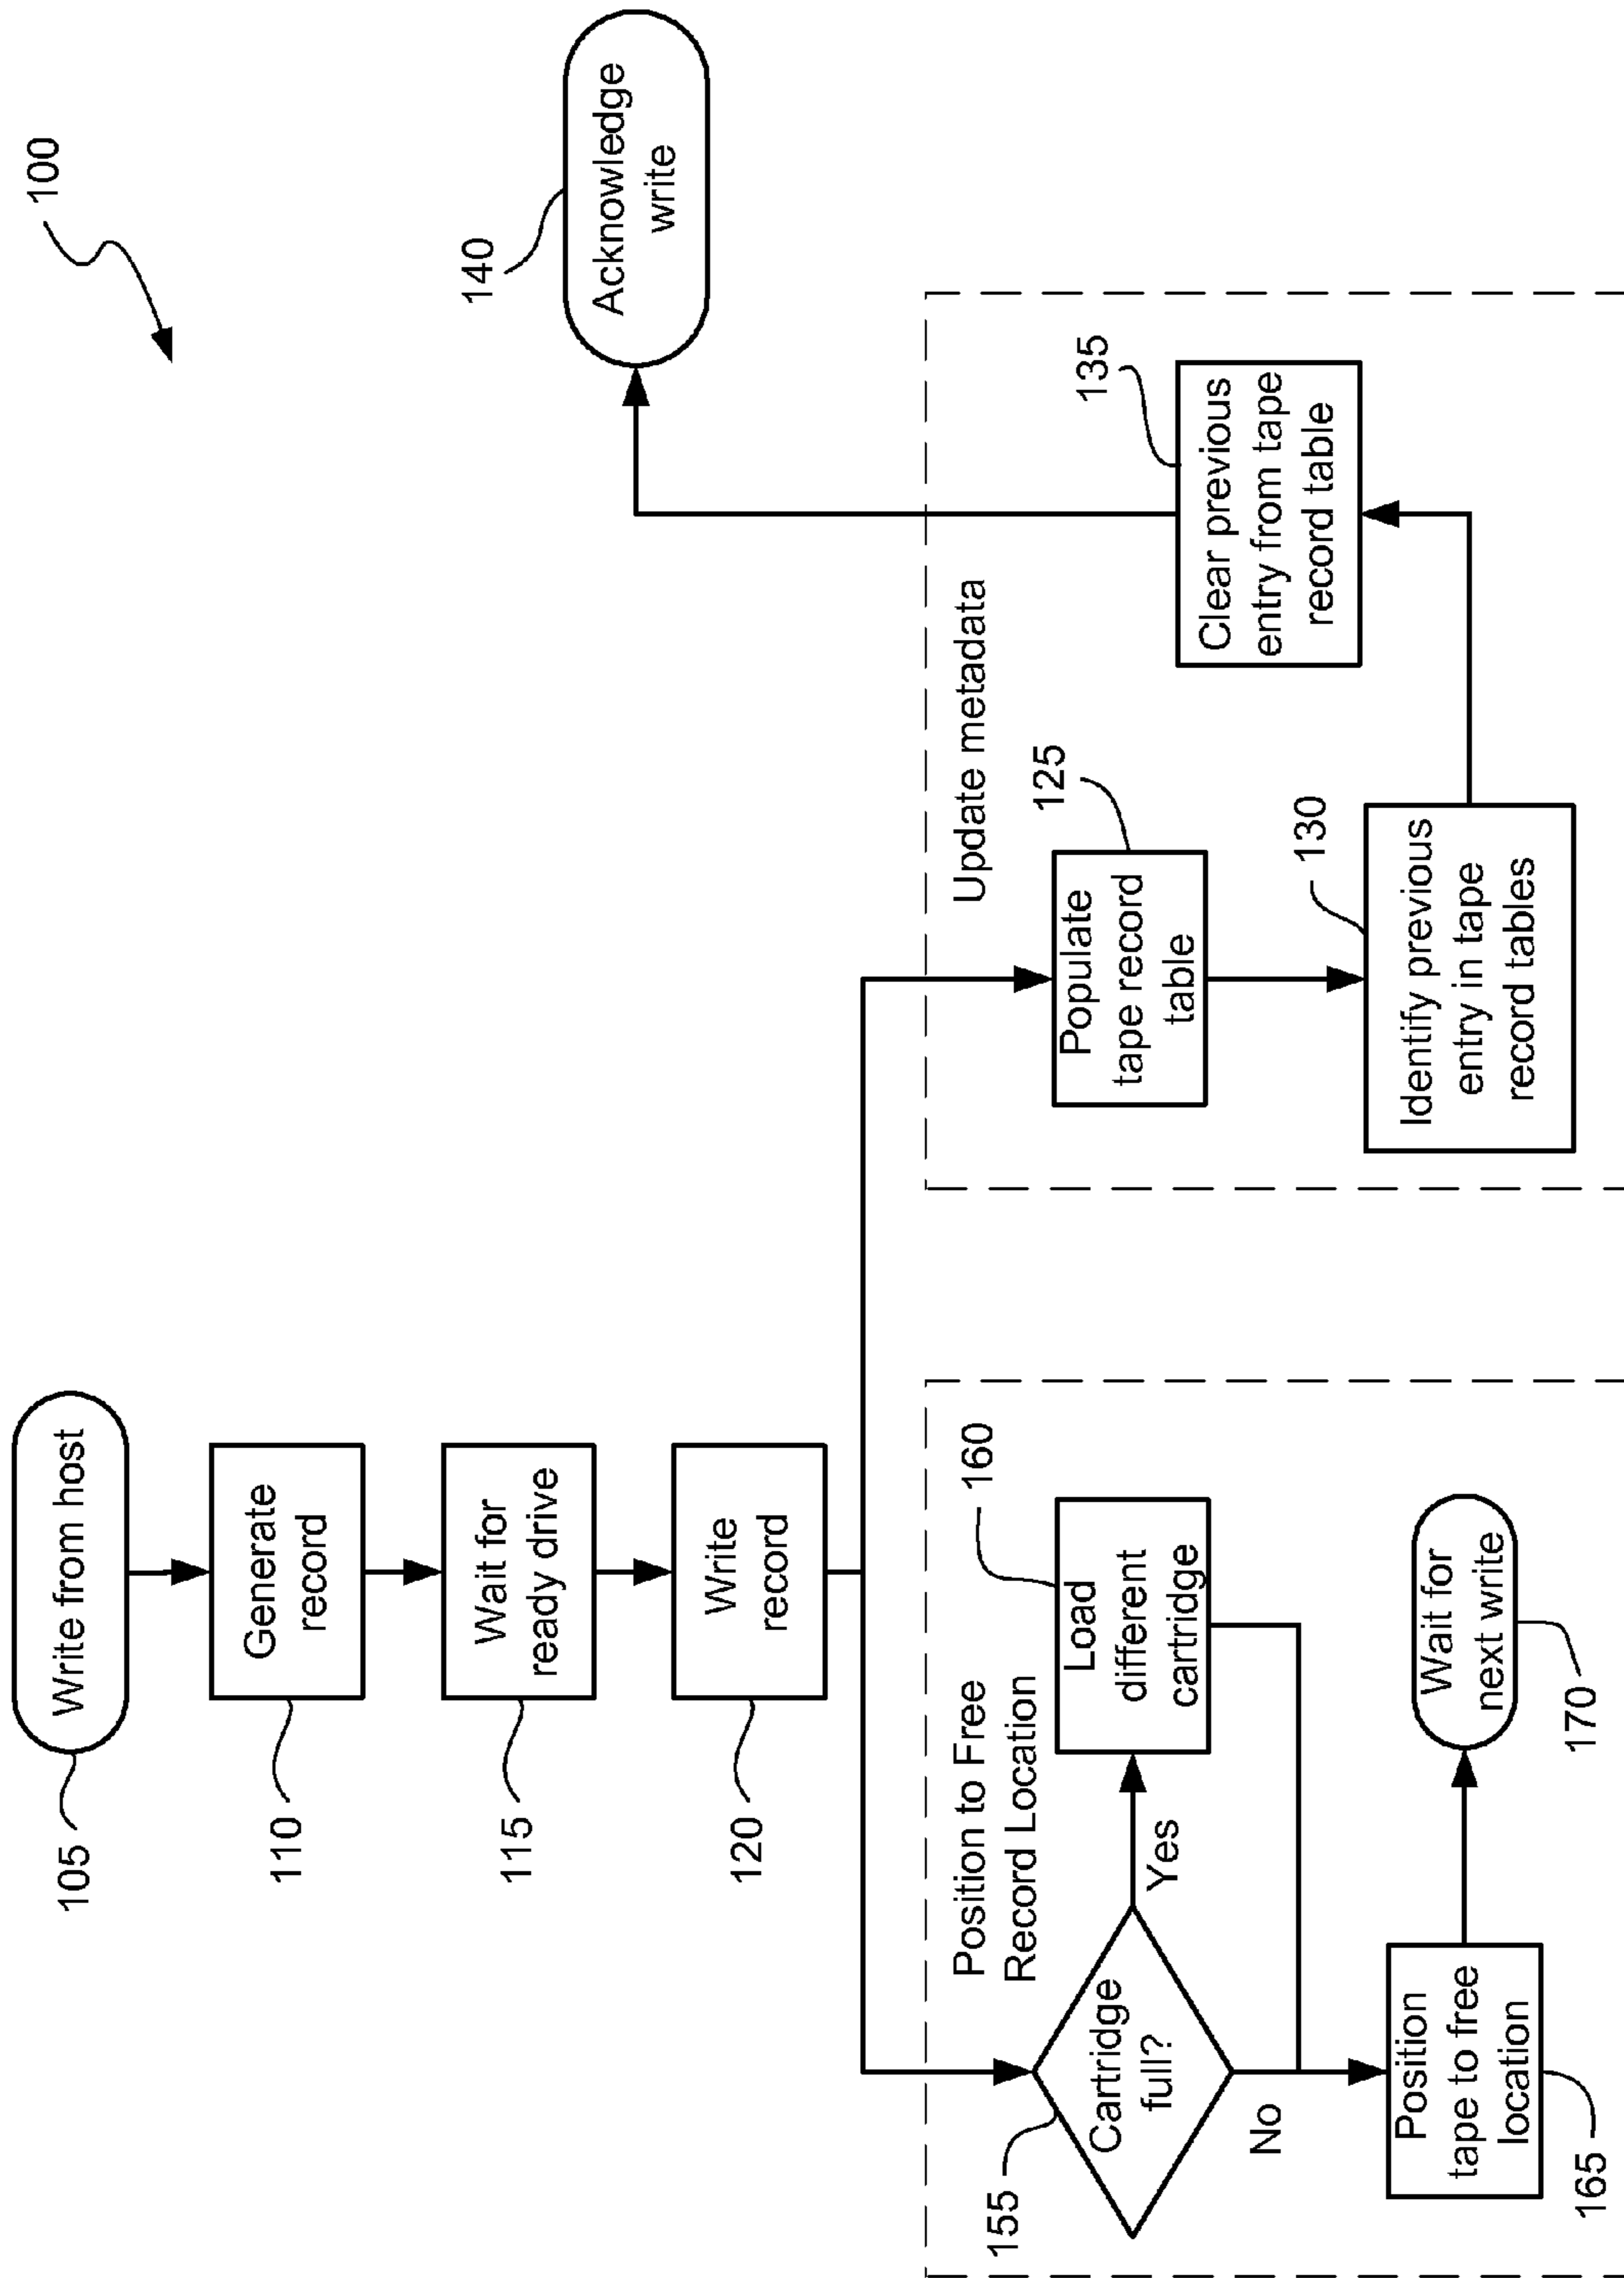 100
Write from host
105
Generate
record
110
Wait for
ready drive
115
Write
record
120
Position to Free
Record Location
Cartridge
full?
155
Yes
No
Load
different
cartridge
160
Position
tape to free
location
165
Wait for
next write
170
Update metadata
Populate
tape record
table
125
Identify previous
entry in tape
record tables
130
Clear previous
entry from tape
record table
135
Acknowledge
write
140